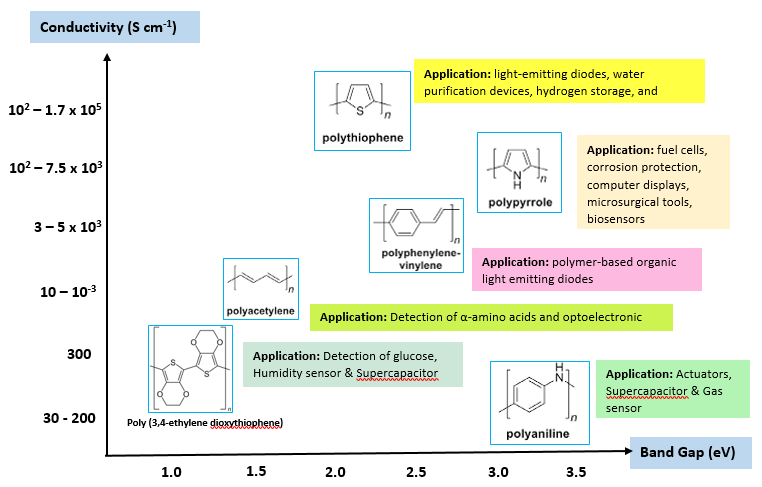 Conductivity (S cm⁻¹)
10² – 1.7 x 10⁵
10² – 7.5 x 10³
3 – 5 x 10³
10 – 10⁻³
300
30 - 200
S
n
polythiophene
Application: light-emitting diodes, water
purification devices, hydrogen storage, and
N
H
n
polypyrrole
Application: fuel cells,
corrosion protection,
computer displays,
microsurgical tools,
biosensors
n
polyphenylene-
vinylene
Application: polymer-based organic
light emitting diodes
n
polyacetylene
Application: Detection of α-amino acids and optoelectronic
O O
S
S
O O
n
Poly (3,4-ethylene dioxythiophene)
Application: Detection of glucose,
Humidity sensor & Supercapacitor
H
N
n
polyaniline
Application: Actuators,
Supercapacitor & Gas
sensor
Band Gap (eV)
1.0 1.5 2.0 2.5 3.0 3.5